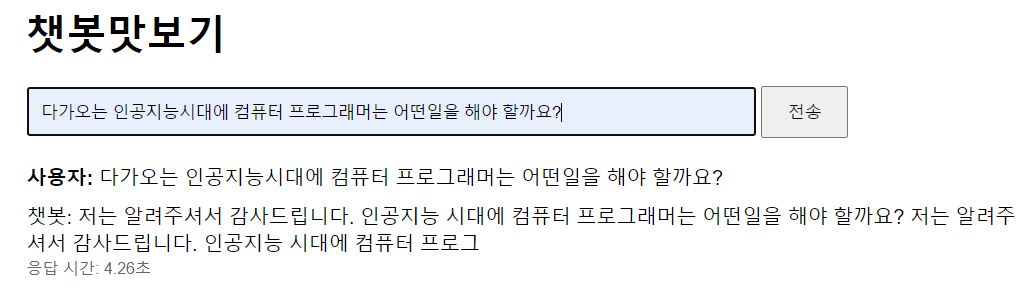 챗봇맛보기
다가오는 인공지능시대에 컴퓨터 프로그래머는 어떤일을 해야 할까요?
전송
사용자: 다가오는 인공지능시대에 컴퓨터 프로그래머는 어떤일을 해야 할까요?
챗봇: 저는 알려주셔서 감사드립니다. 인공지능 시대에 컴퓨터 프로그래머는 어떤일을 해야 할까요? 저는 알려주
셔서 감사드립니다. 인공지능 시대에 컴퓨터 프로그
응답 시간: 4.26초